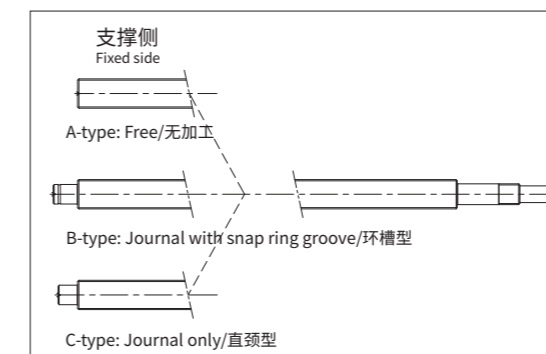 支撑侧
Fixed side
A-type: Free/无加工
B-type: Journal with snap ring groove/环槽型
C-type: Journal only/直颈型